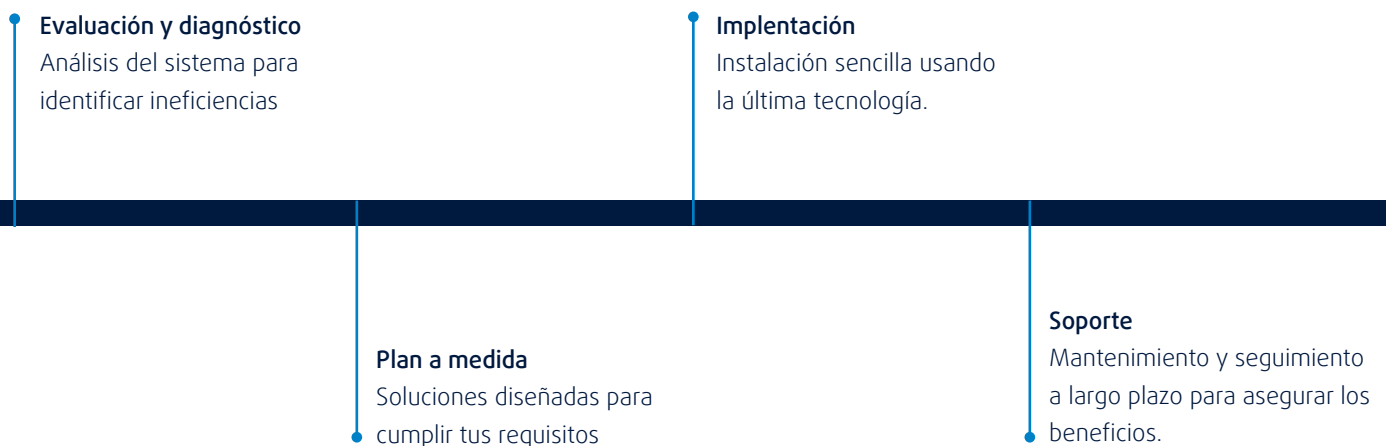 Evaluación y diagnóstico
Análisis del sistema para
identificar ineficiencias
Plan a medida
Soluciones diseñadas para
cumplir tus requisitos
Implentación
Instalación sencilla usando
la última tecnología.
Soporte
Mantenimiento y seguimiento
a largo plazo para asegurar los
beneficios.